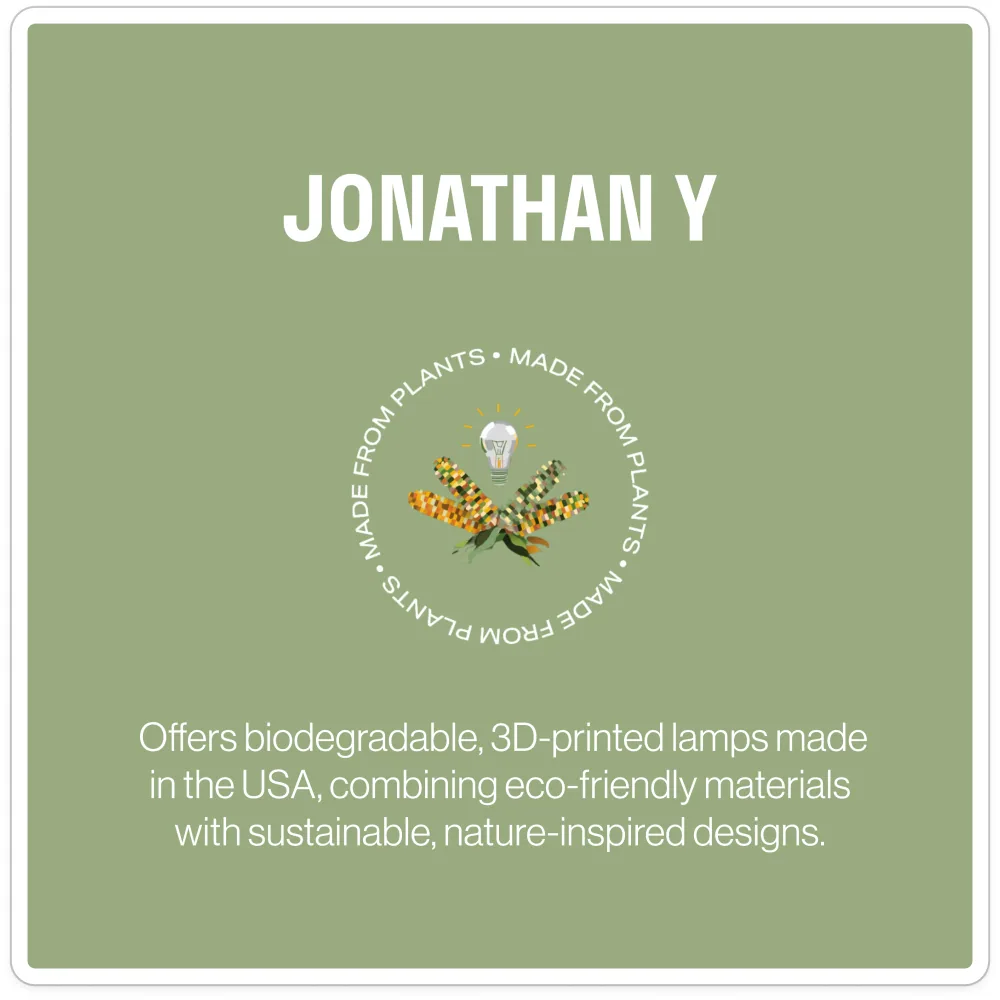 JONATHAN Y
MADE FROM PLANTS • MADE FROM PLANTS • MADE FROM PLANTS •
Offers biodegradable, 3D-printed lamps made
in the USA, combining eco-friendly materials
with sustainable, nature-inspired designs.